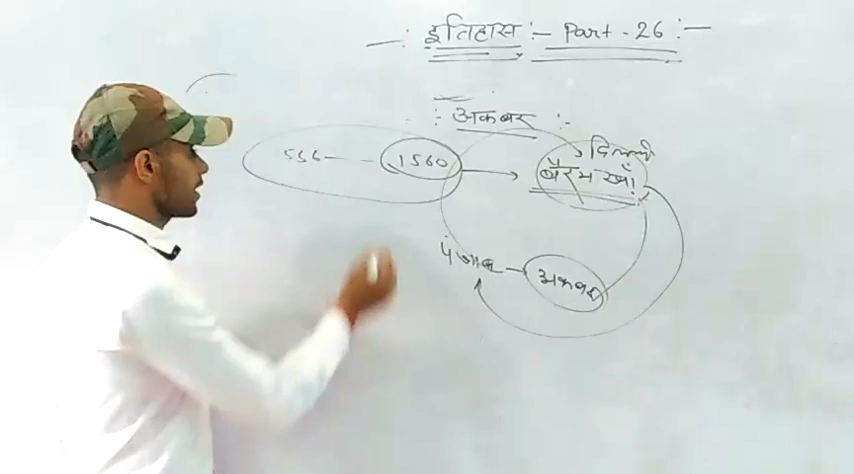 इतिहास :- Part - 26 :-
: अकबर :-
556 - - - 1560 → बैरम खाँ
दिल्ली
पंजाब - अकबर